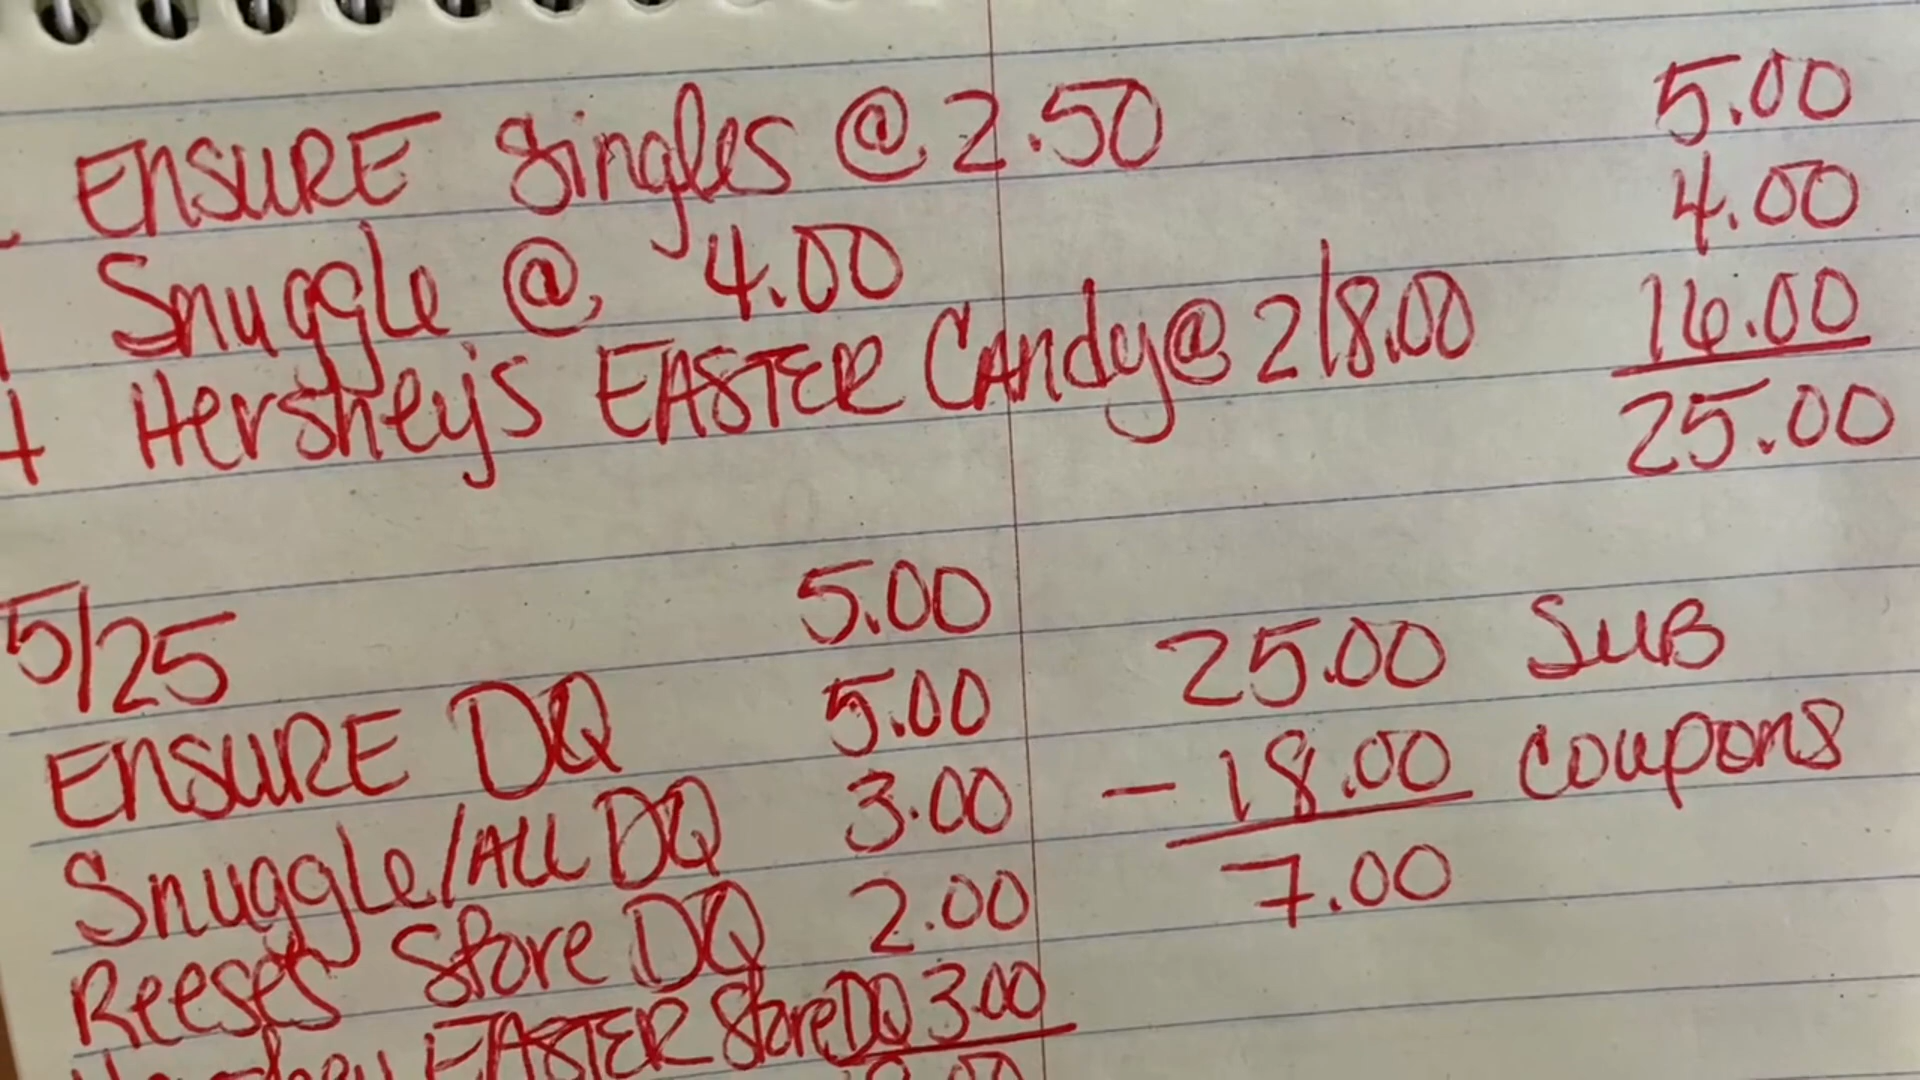 ENSURE Singles @ 2.50 5.00
Snuggle @ 4.00 4.00
4 Hershey's EASTER Candy @ 2/8.00 16.00
25.00
5/25 5.00
ENSURE DQ 5.00
Snuggle/ALL DQ 3.00
Reese's Store DQ 2.00
Hershey EASTER Store DQ 3.00
25.00 SUB
- 18.00 Coupons
7.00